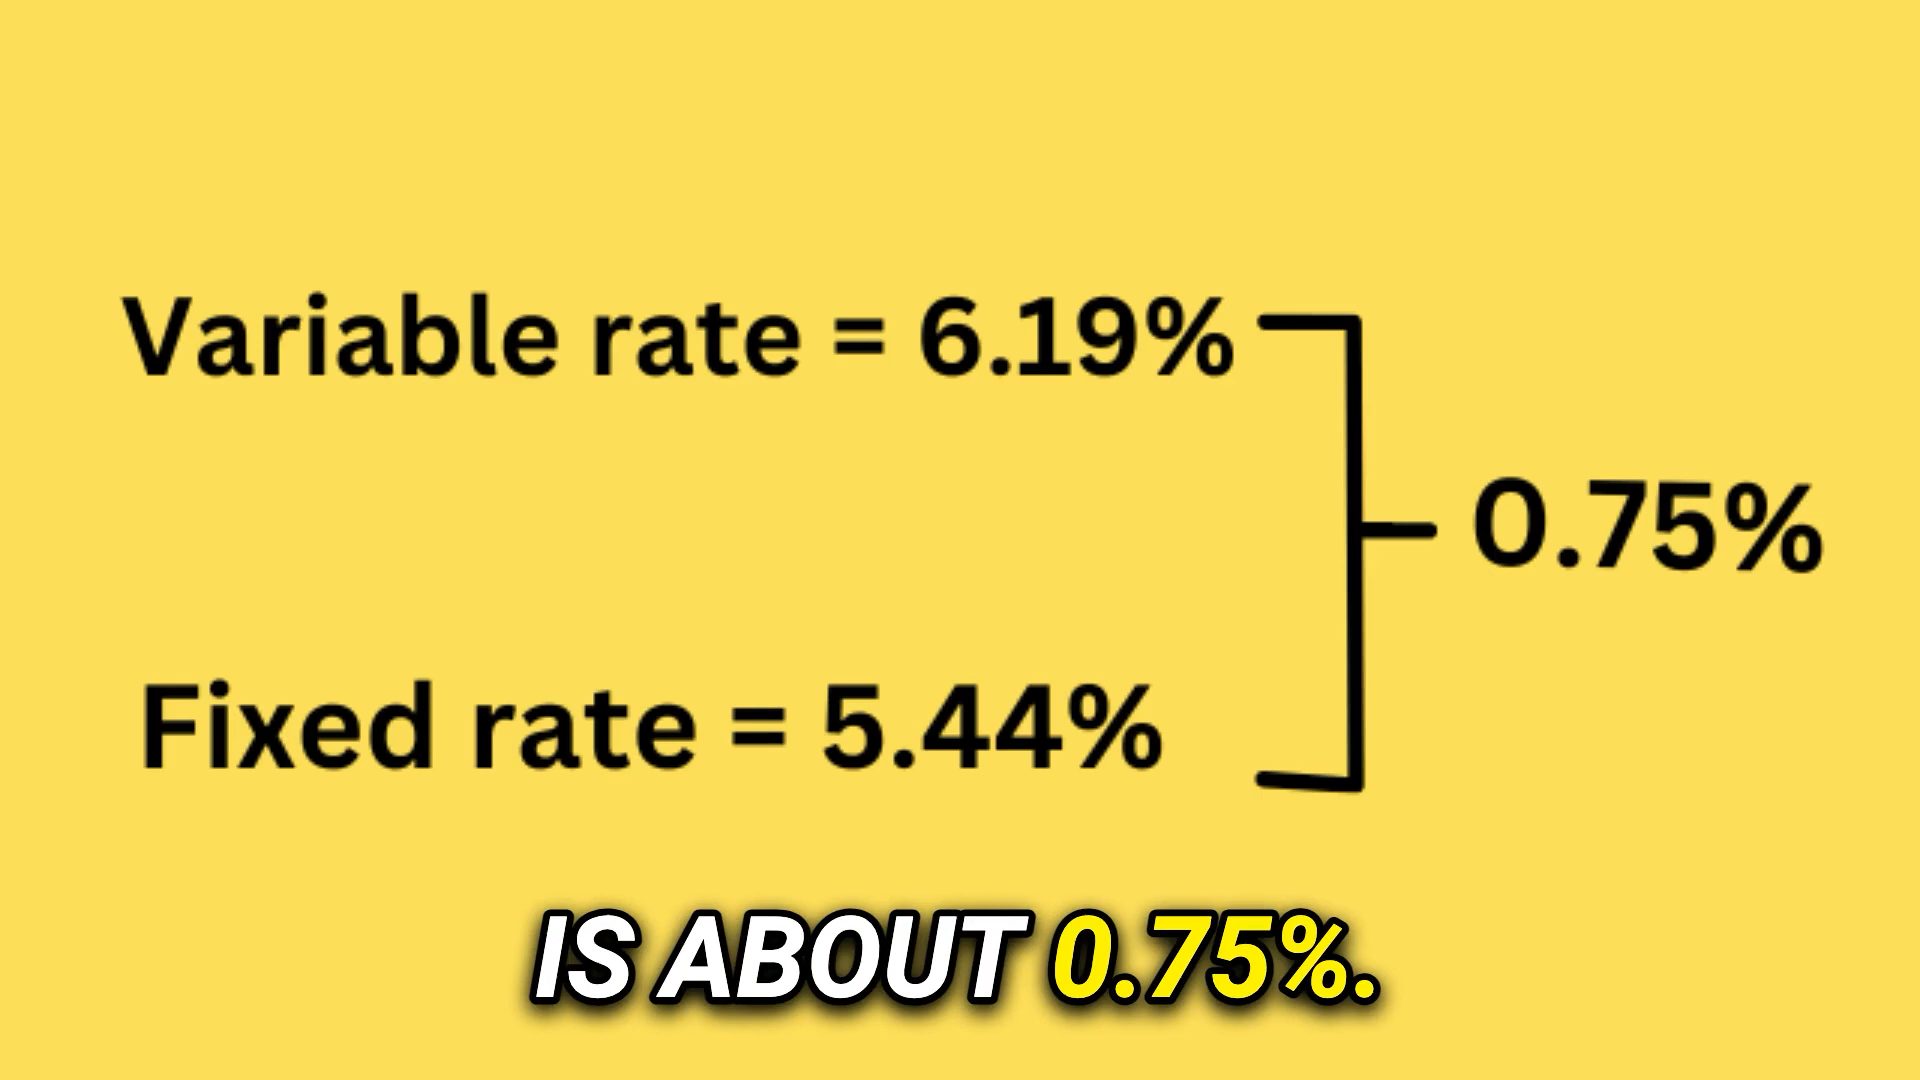 Variable rate = 6.19%
0.75%
Fixed rate = 5.44%
IS ABOUT 0.75%.